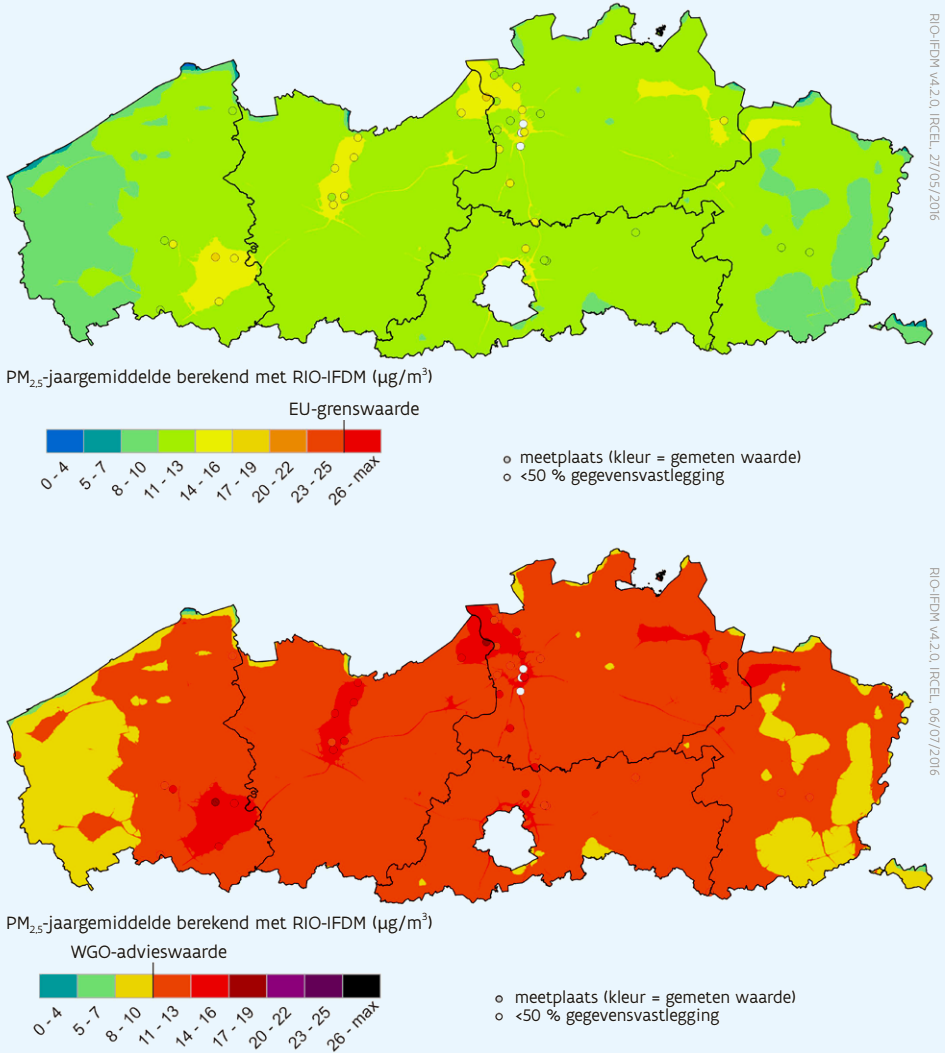 RIO-IFDM v4.2.0, IRCEL, 27/05/2016
PM2,5-jaargemiddelde berekend met RIO-IFDM (µg/m³)
EU-grenswaarde
0 - 4
5 - 7
8 - 10
11 - 13
14 - 16
17 - 19
20 - 22
23 - 25
26 - max
meetplaats (kleur = gemeten waarde)
<50 % gegevensvastlegging
RIO-IFDM v4.2.0, IRCEL, 06/07/2016
PM2,5-jaargemiddelde berekend met RIO-IFDM (µg/m³)
WGO-advieswaarde
0 - 4
5 - 7
8 - 10
11 - 13
14 - 16
17 - 19
20 - 22
23 - 25
26 - max
meetplaats (kleur = gemeten waarde)
<50 % gegevensvastlegging